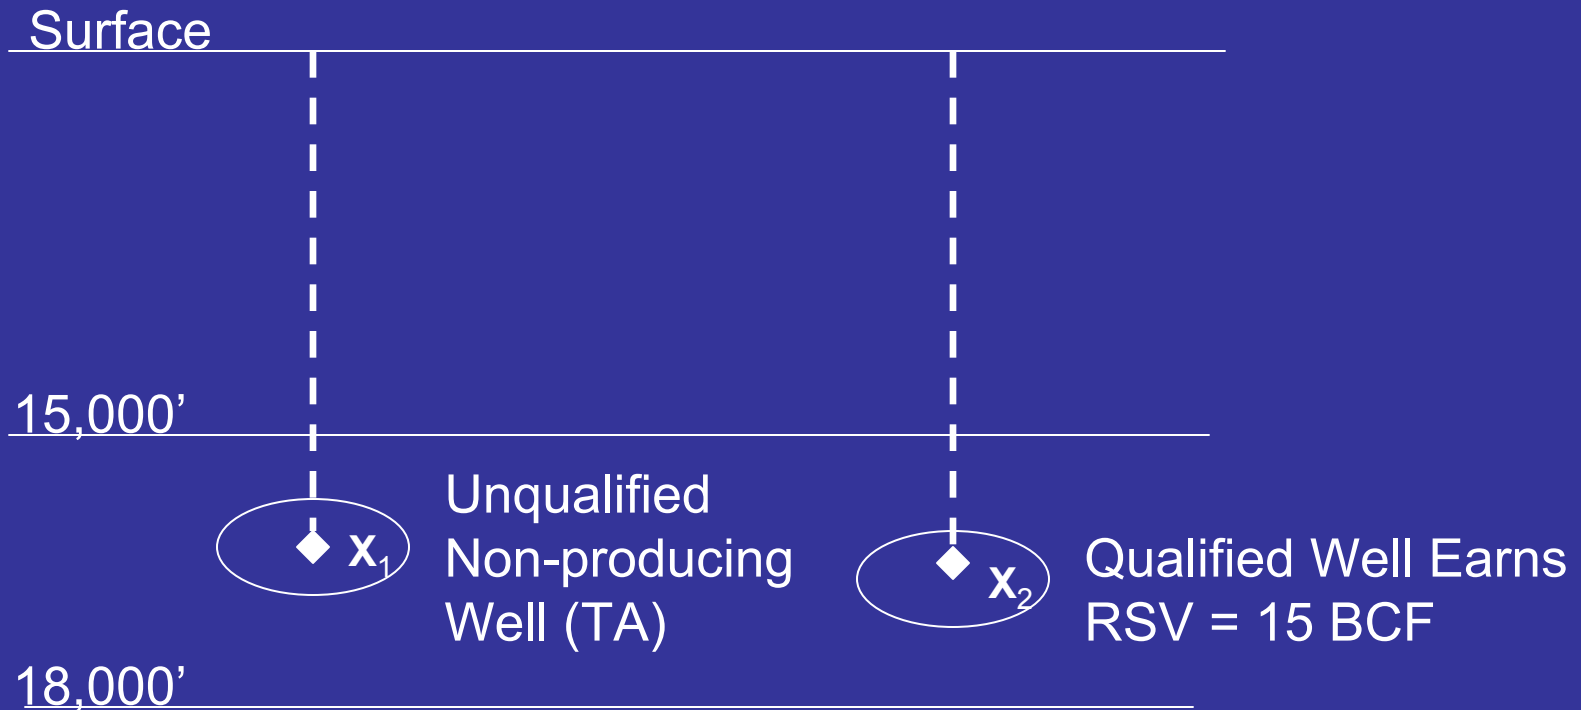 Surface
15,000’
X₁
Unqualified
Non-producing
Well (TA)
X₂
Qualified Well Earns
RSV = 15 BCF
18,000’